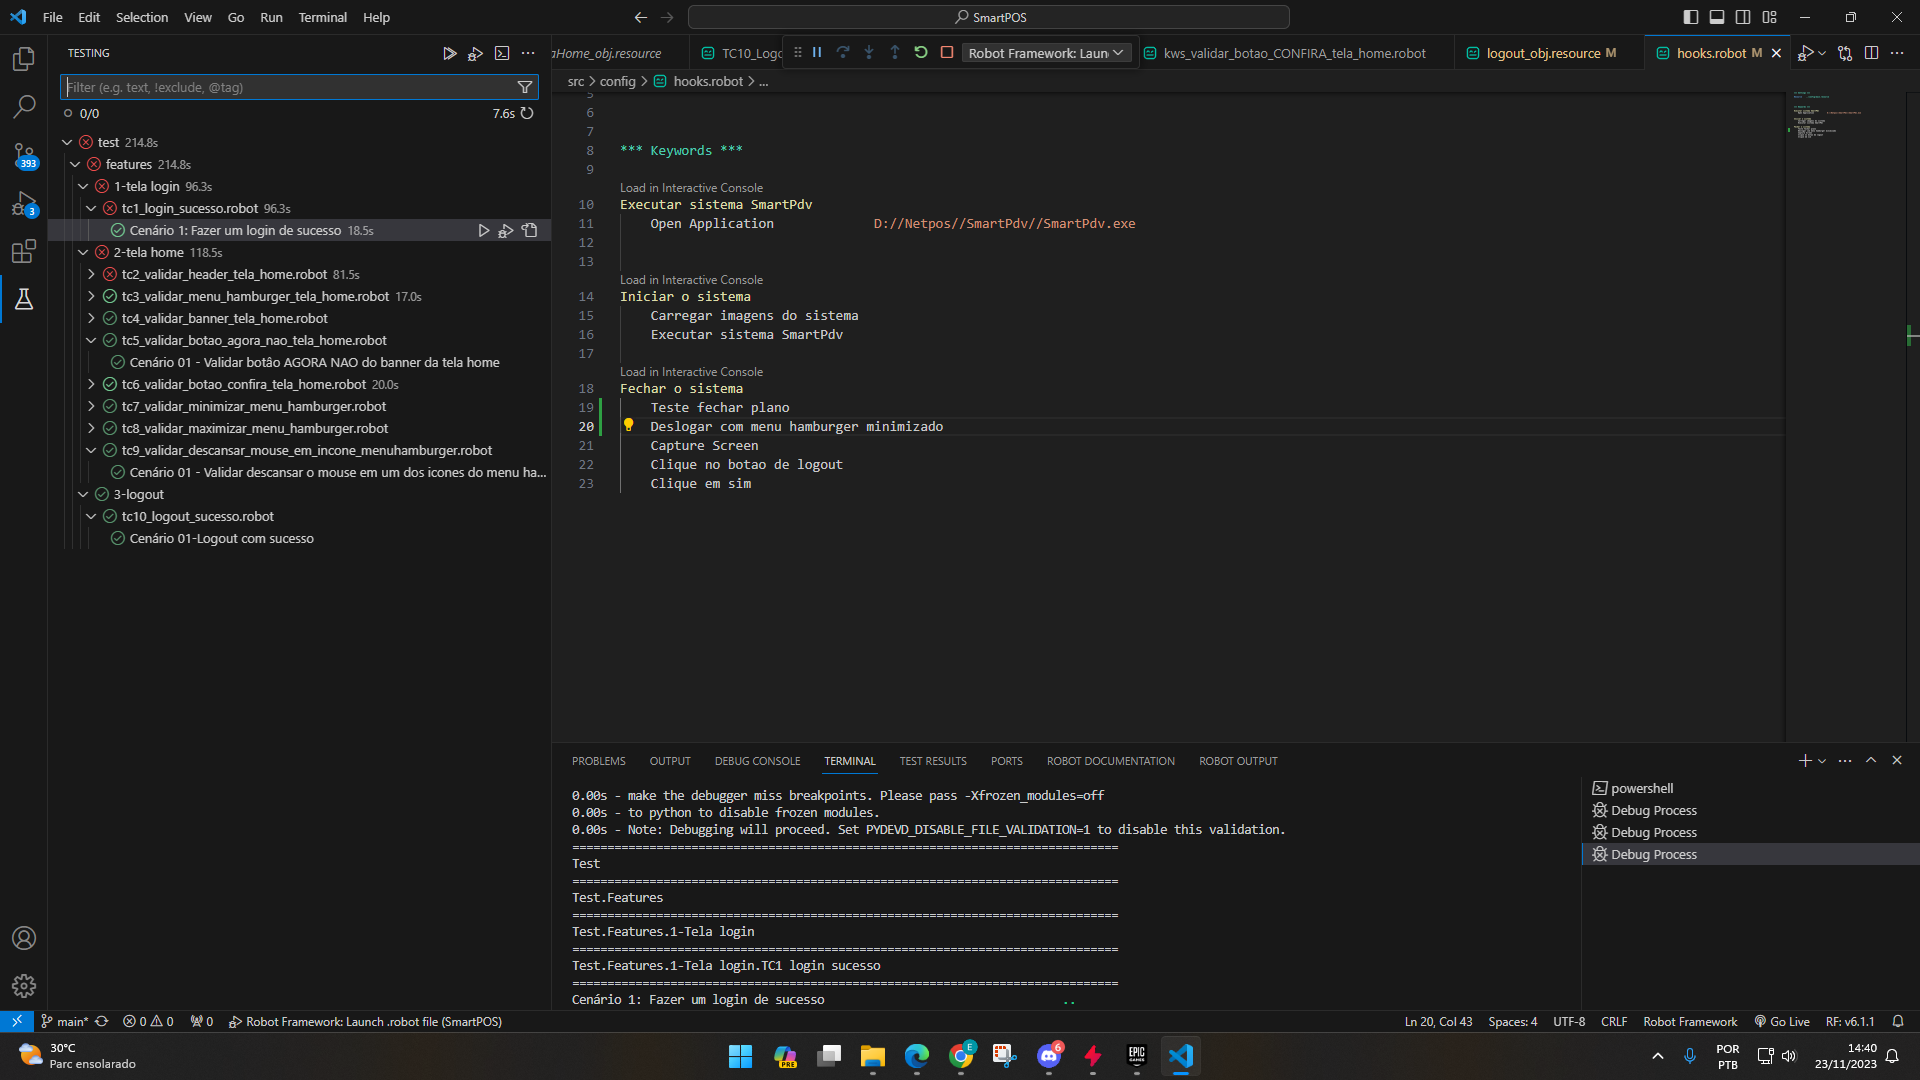 File Edit Selection View Go Run Terminal Help
SmartPOS
TESTING
Filter (e.g. text, !exclude, @tag)
0/0
7.6s
test 214.8s
features 214.8s
1-tela login 96.3s
tc1_login_sucesso.robot 96.3s
Cenário 1: Fazer um login de sucesso 18.5s
2-tela home 118.5s
tc2_validar_header_tela_home.robot 81.5s
tc3_validar_menu_hamburger_tela_home.robot 17.0s
tc4_validar_banner_tela_home.robot
tc5_validar_botao_agora_nao_tela_home.robot
Cenário 01 - Validar botâo AGORA NAO do banner da tela home
tc6_validar_botao_confira_tela_home.robot 20.0s
tc7_validar_minimizar_menu_hamburger.robot
tc8_validar_maximizar_menu_hamburger.robot
tc9_validar_descansar_mouse_em_incone_menuhamburger.robot
Cenário 01 - Validar descansar o mouse em um dos icones do menu ha...
3-logout
tc10_logout_sucesso.robot
Cenário 01-Logout com sucesso
393
3
aHome_obj.resource
TC10_Logo
Robot Framework: Laun
kws_validar_botao_CONFIRA_tela_home.robot
logout_obj.resource M
hooks.robot M
src > config > hooks.robot > ...
5
6
7
8 *** Keywords ***
9
Load in Interactive Console
10 Executar sistema SmartPdv
11 Open Application D://Netpos//SmartPdv//SmartPdv.exe
12
13
Load in Interactive Console
14 Iniciar o sistema
15 Carregar imagens do sistema
16 Executar sistema SmartPdv
17
Load in Interactive Console
18 Fechar o sistema
19 Teste fechar plano
20 Deslogar com menu hamburger minimizado
21 Capture Screen
22 Clique no botao de logout
23 Clique em sim
PROBLEMS OUTPUT DEBUG CONSOLE TERMINAL TEST RESULTS PORTS ROBOT DOCUMENTATION ROBOT OUTPUT
0.00s - make the debugger miss breakpoints. Please pass -Xfrozen_modules=off
0.00s - to python to disable frozen modules.
0.00s - Note: Debugging will proceed. Set PYDEVD_DISABLE_FILE_VALIDATION=1 to disable this validation.
==============================================================================
Test
==============================================================================
Test.Features
==============================================================================
Test.Features.1-Tela login
==============================================================================
Test.Features.1-Tela login.TC1 login sucesso
==============================================================================
Cenário 1: Fazer um login de sucesso ..
powershell
Debug Process
Debug Process
Debug Process
main* 0 0 0 Robot Framework: Launch .robot file (SmartPOS)
Ln 20, Col 43 Spaces: 4 UTF-8 CRLF Robot Framework Go Live RF: v6.1.1
30°C
Parc ensolarado
PRE
E
6
EPIC GAMES
POR
PTB
14:40
23/11/2023